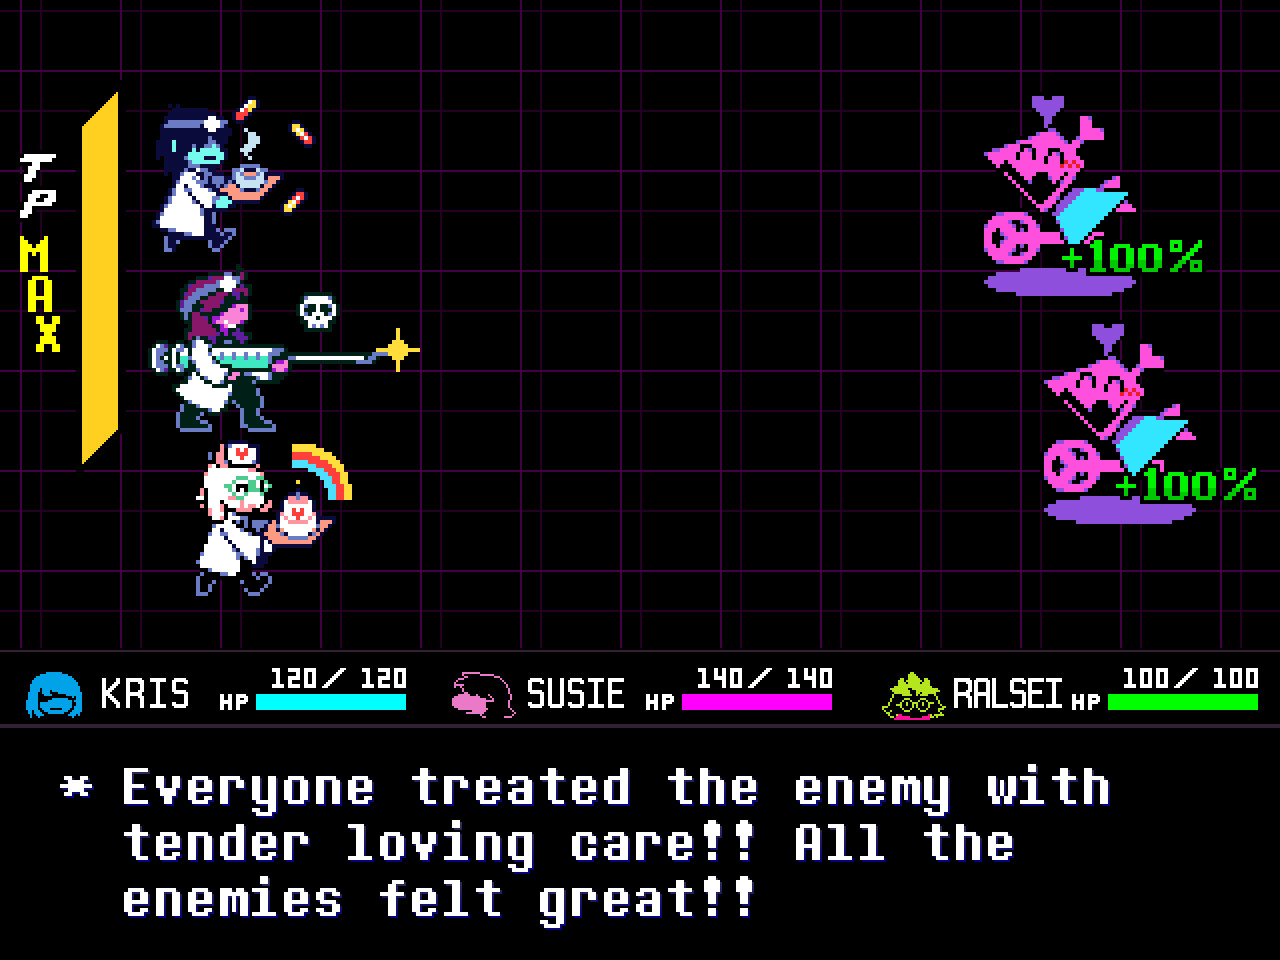 TP
MAX
+100%
+100%
KRIS HP 120/ 120 SUSIE HP 140/ 140 RALSEI HP 100/ 100
* Everyone treated the enemy with
tender loving care!! All the
enemies felt great!!